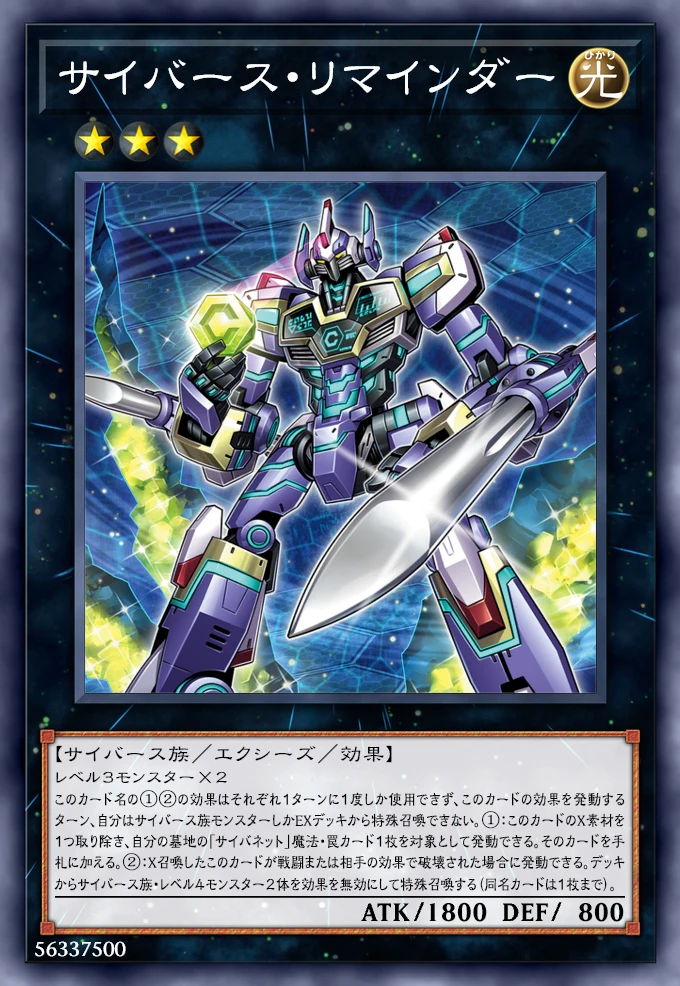 サイバース・リマインダー
光
ひかり
【サイバース族／エクシーズ／効果】
レベル3モンスター×2
このカード名の①②の効果はそれぞれ1ターンに1度しか使用できず、このカードの効果を発動する
ターン、自分はサイバース族モンスターしかEXデッキから特殊召喚できない。①：このカードのX素材を
1つ取り除き、自分の墓地の「サイバネット」魔法・罠カード1枚を対象として発動できる。そのカードを手
札に加える。②：X召喚したこのカードが戦闘または相手の効果で破壊された場合に発動できる。デッキ
からサイバース族・レベル4モンスター2体を効果を無効にして特殊召喚する（同名カードは1枚まで）。
ATK/1800 DEF/ 800
56337500